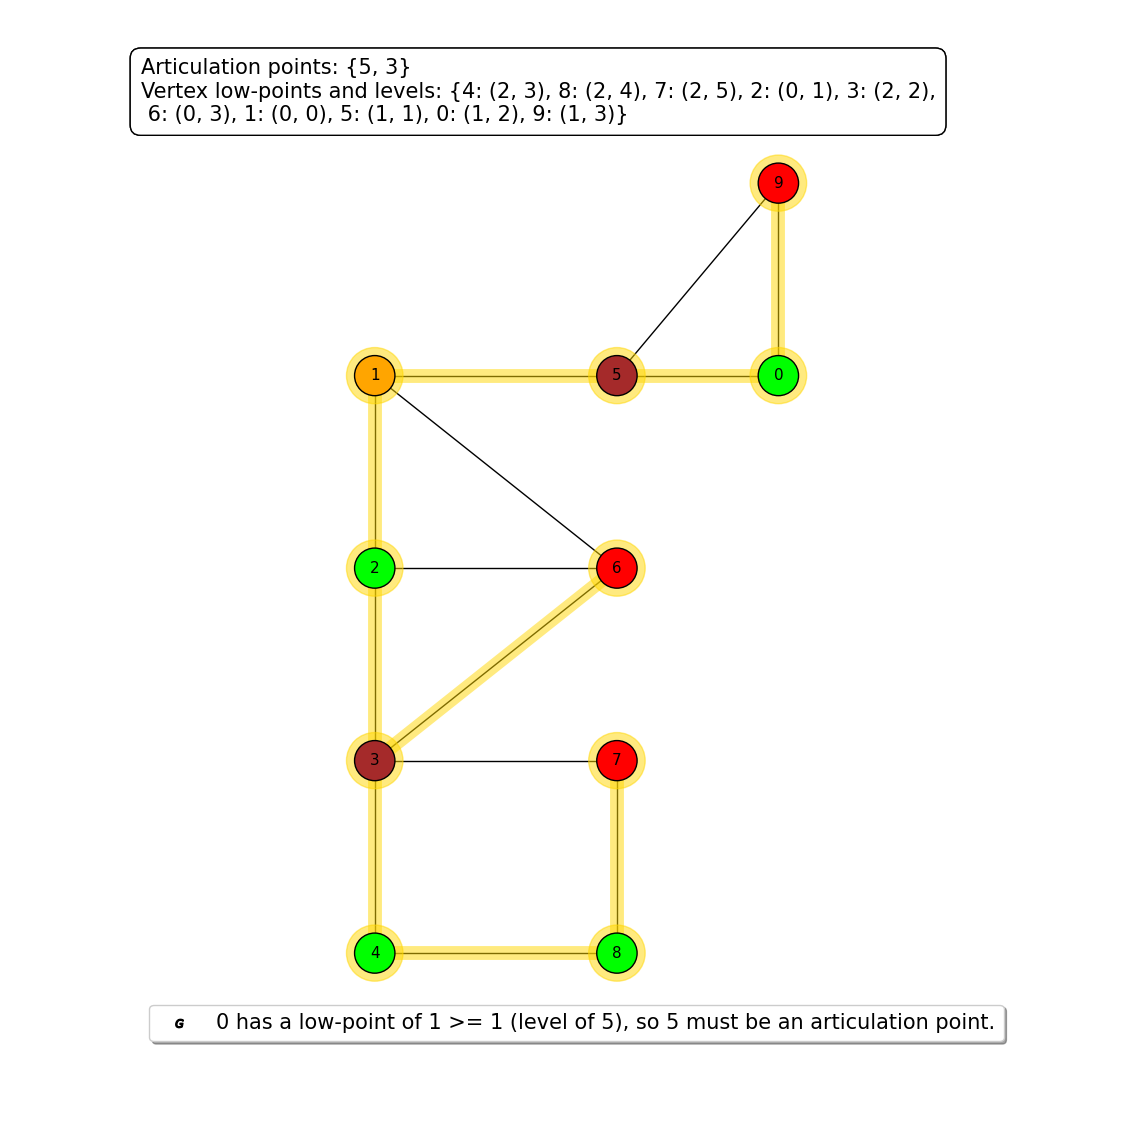 Articulation points: {5, 3}
Vertex low-points and levels: {4: (2, 3), 8: (2, 4), 7: (2, 5), 2: (0, 1), 3: (2, 2),
6: (0, 3), 1: (0, 0), 5: (1, 1), 0: (1, 2), 9: (1, 3)}
9
1 5 0
2 6
3 7
4 8
G 0 has a low-point of 1 >= 1 (level of 5), so 5 must be an articulation point.